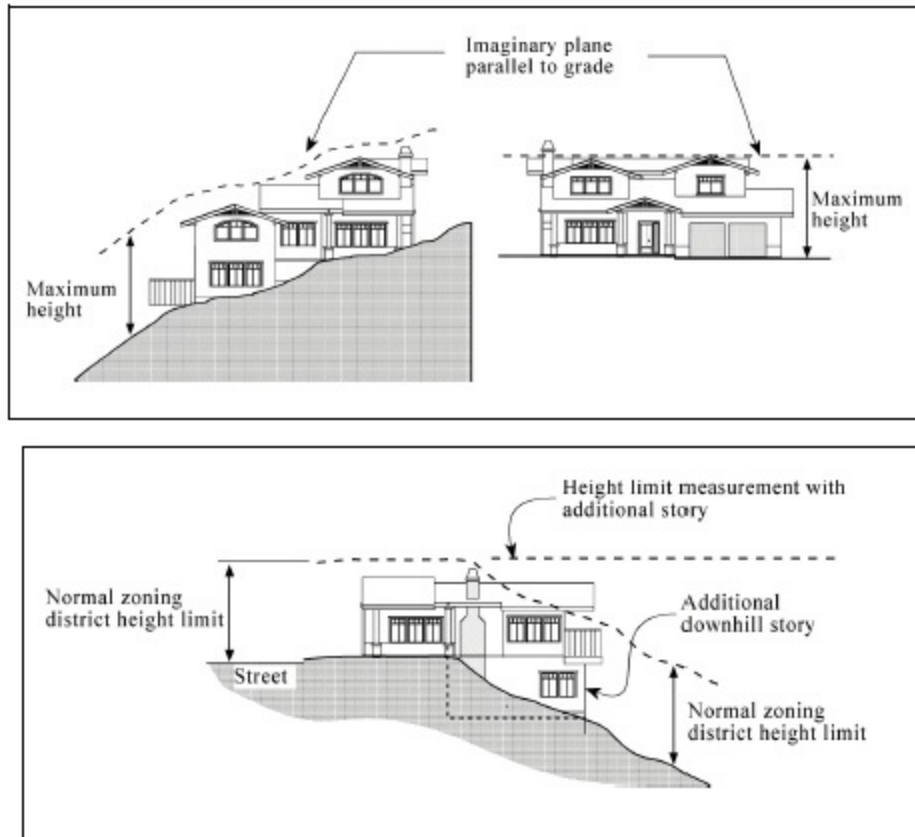 Imaginary plane
parallel to grade
Maximum
height
Maximum
height
Height limit measurement with
additional story
Normal zoning
district height limit
Additional
downhill story
Street
Normal zoning
district height limit